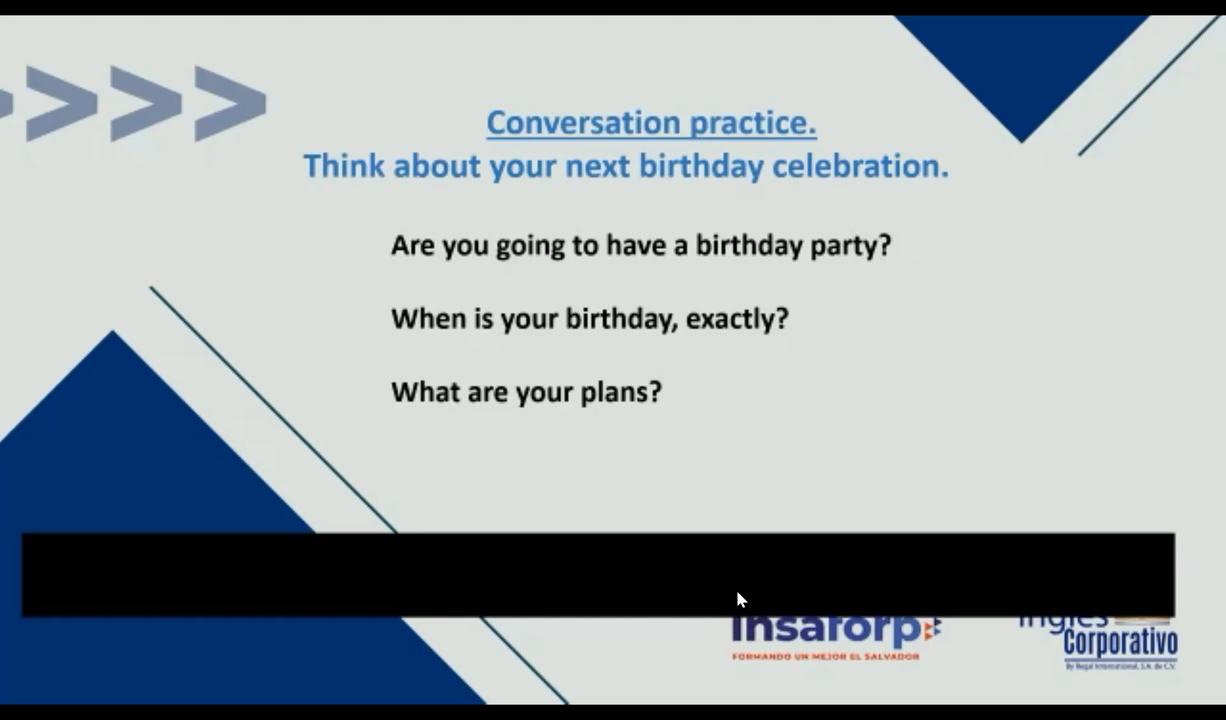 >>>>
Conversation practice.
Think about your next birthday celebration.
Are you going to have a birthday party?
When is your birthday, exactly?
What are your plans?
insaforp
FORMANDO UN MEJOR EL SALVADOR
Inglés
Corporativo
By Regal International, S.A. de C.V.